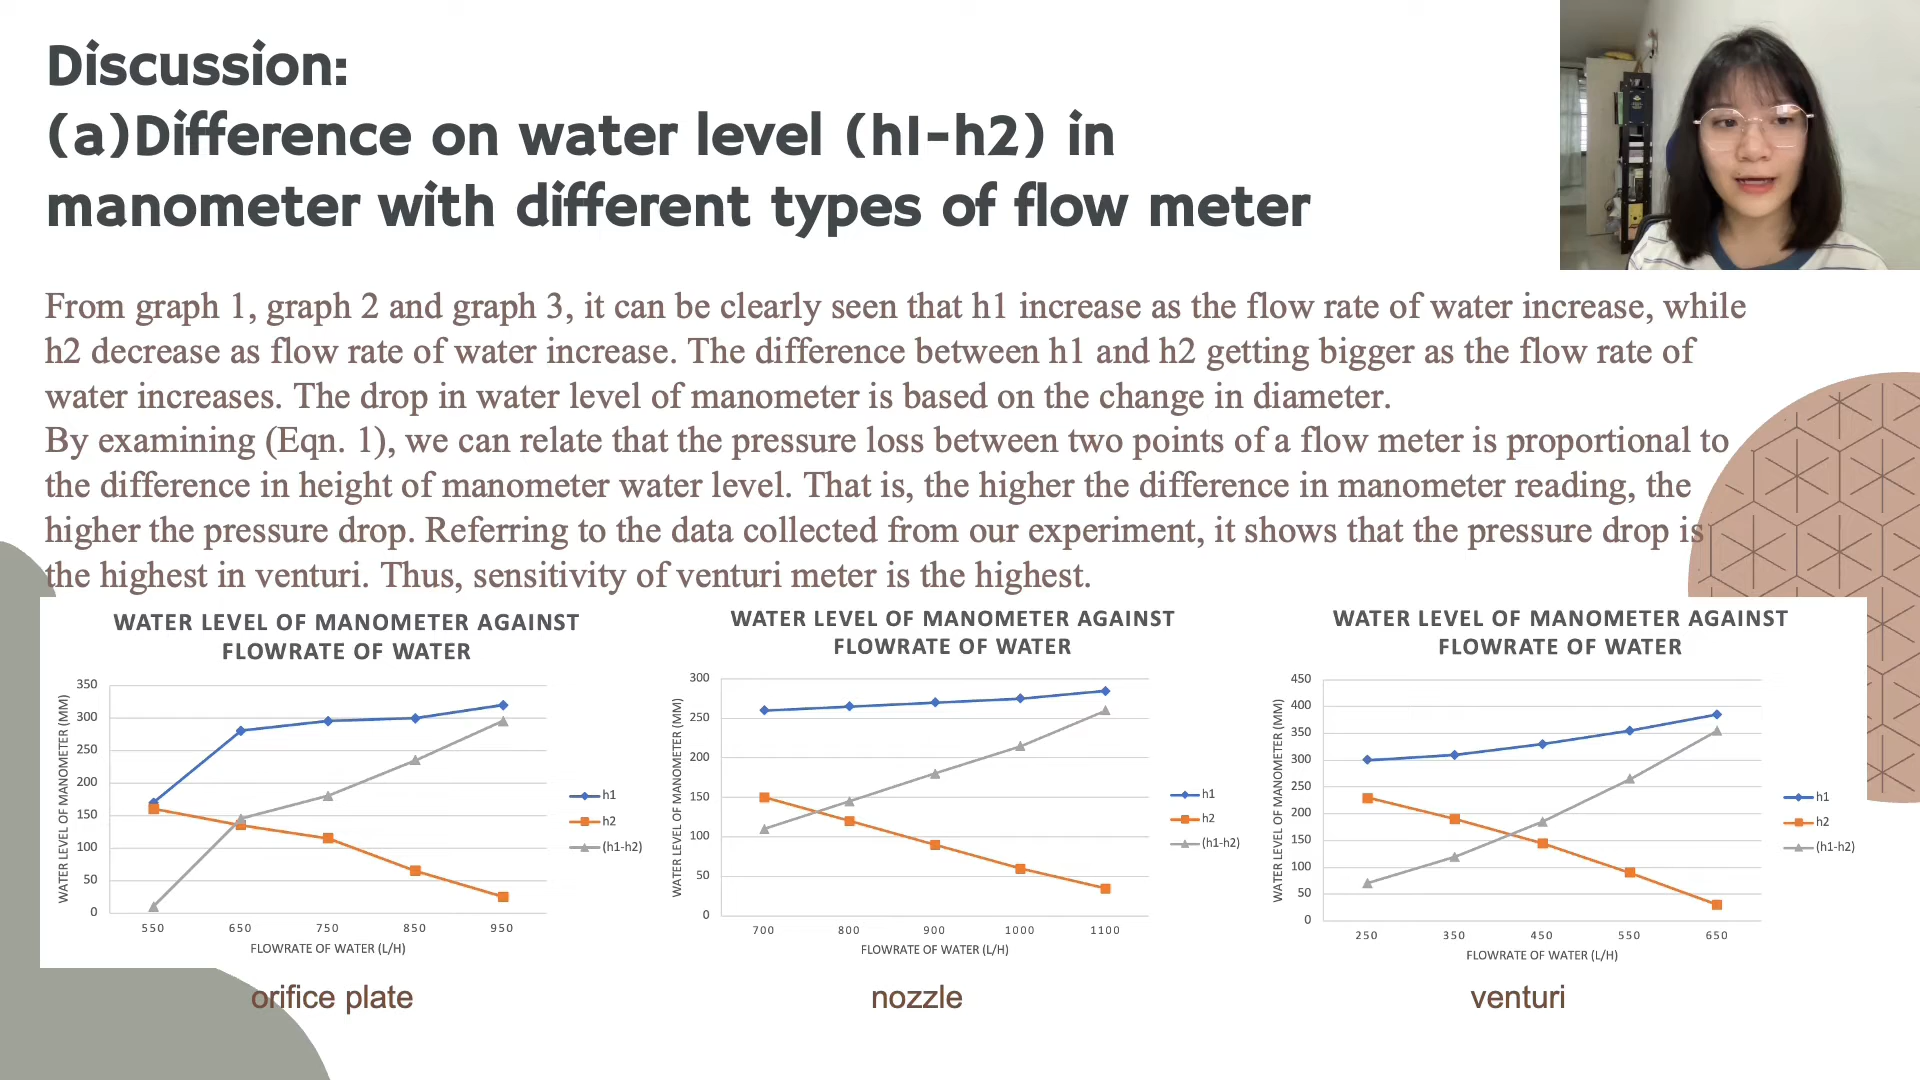 Discussion:
(a)Difference on water level (h1-h2) in
manometer with different types of flow meter
From graph 1, graph 2 and graph 3, it can be clearly seen that h1 increase as the flow rate of water increase, while
h2 decrease as flow rate of water increase. The difference between h1 and h2 getting bigger as the flow rate of
water increases. The drop in water level of manometer is based on the change in diameter.
By examining (Eqn. 1), we can relate that the pressure loss between two points of a flow meter is proportional to
the difference in height of manometer water level. That is, the higher the difference in manometer reading, the
higher the pressure drop. Referring to the data collected from our experiment, it shows that the pressure drop is
the highest in venturi. Thus, sensitivity of venturi meter is the highest.
WATER LEVEL OF MANOMETER AGAINST
FLOWRATE OF WATER
WATER LEVEL OF MANOMETER (MM)
350
300
250
200
150
100
50
0
550 650 750 850 950
FLOWRATE OF WATER (L/H)
h1
h2
(h1-h2)
orifice plate
WATER LEVEL OF MANOMETER AGAINST
FLOWRATE OF WATER
WATER LEVEL OF MANOMETER (MM)
300
250
200
150
100
50
0
700 800 900 1000 1100
FLOWRATE OF WATER (L/H)
h1
h2
(h1-h2)
nozzle
WATER LEVEL OF MANOMETER AGAINST
FLOWRATE OF WATER
WATER LEVEL OF MANOMETER (MM)
450
400
350
300
250
200
150
100
50
0
250 350 450 550 650
FLOWRATE OF WATER (L/H)
h1
h2
(h1-h2)
venturi